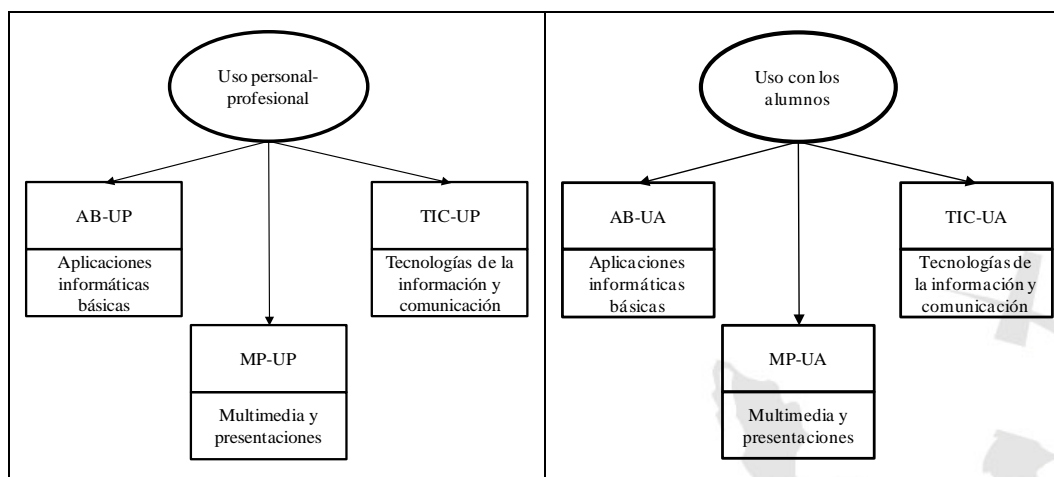 Uso personal-
profesional
AB-UP
Aplicaciones
informáticas
básicas
TIC-UP
Tecnologías de la
información y
comunicación
MP-UP
Multimedia y
presentaciones
Uso con los
alumnos
AB-UA
Aplicaciones
informáticas
básicas
TIC-UA
Tecnologías de
la información y
comunicación
MP-UA
Multimedia y
presentaciones